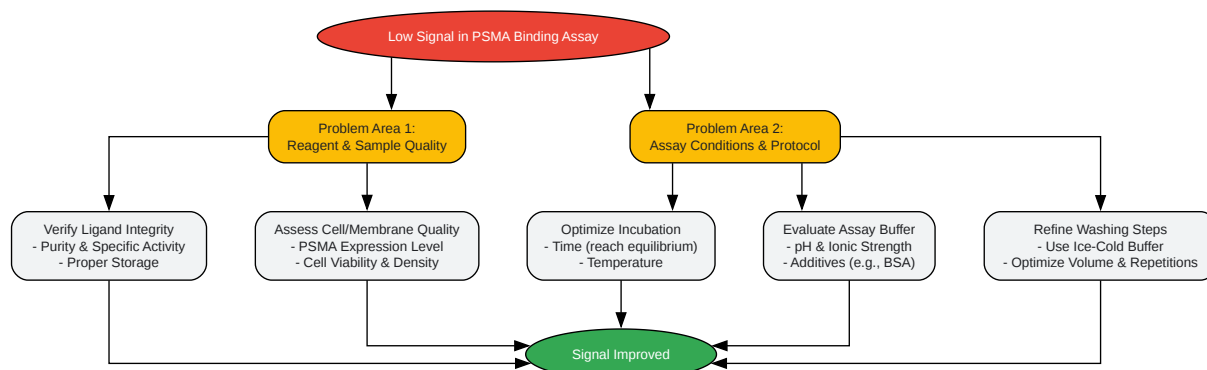 Low Signal in PSMA Binding Assay
Problem Area 1:
Reagent & Sample Quality
Problem Area 2:
Assay Conditions & Protocol
Verify Ligand Integrity
- Purity & Specific Activity
- Proper Storage
Assess Cell/Membrane Quality
- PSMA Expression Level
- Cell Viability & Density
Optimize Incubation
- Time (reach equilibrium)
- Temperature
Evaluate Assay Buffer
- pH & Ionic Strength
- Additives (e.g., BSA)
Refine Washing Steps
- Use Ice-Cold Buffer
- Optimize Volume & Repetitions
Signal Improved